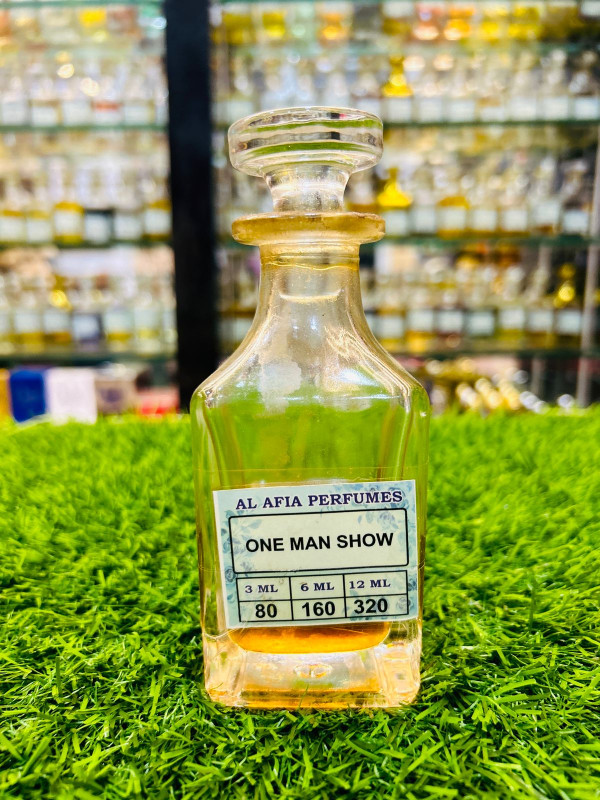 AL AFIA PERFUMES
ONE MAN SHOW
3 ML 6 ML 12 ML
80 160 320